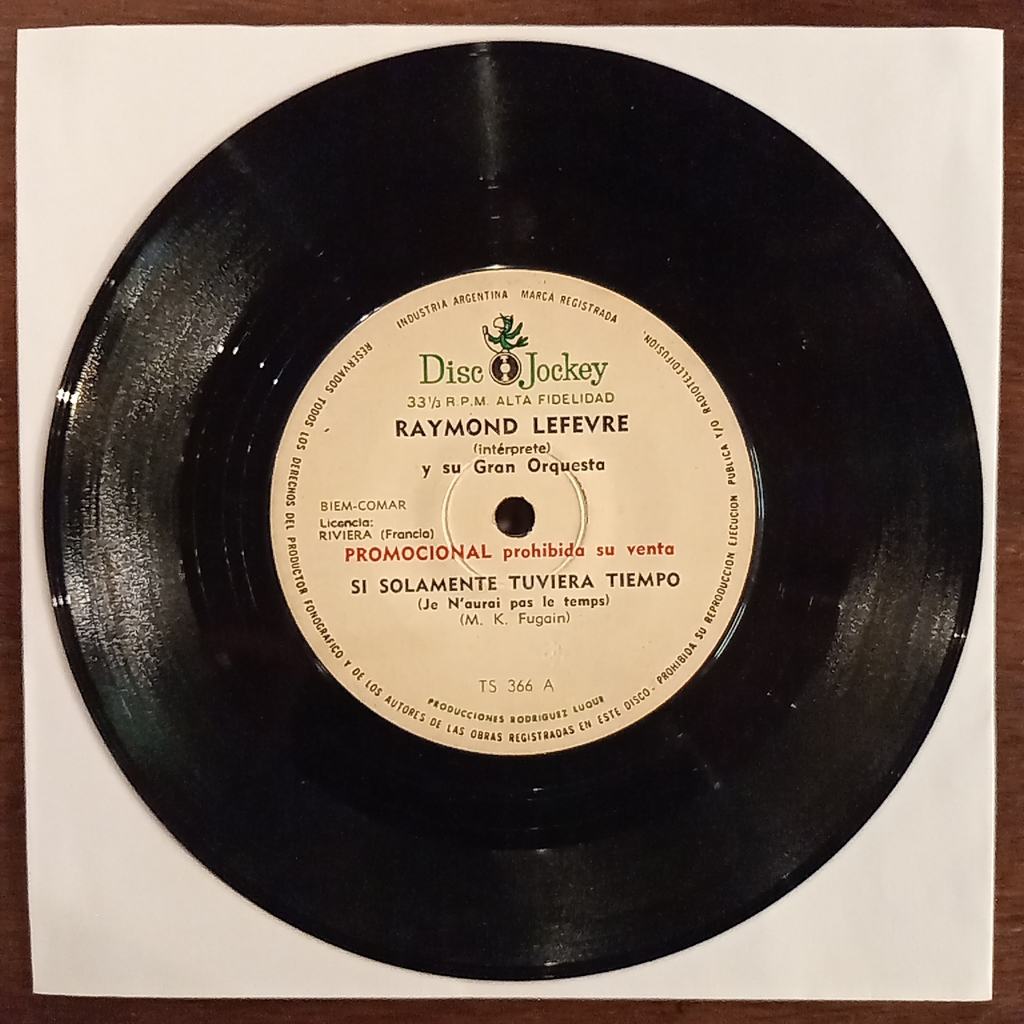 INDUSTRIA ARGENTINA MARCA REGISTRADA
Disc Jockey
33⅓ R.P.M. ALTA FIDELIDAD
RAYMOND LEFEVRE
(intérprete)
y su Gran Orquesta
BIEM-COMAR
Licencia:
RIVIERA (Francia)
PROMOCIONAL prohibida su venta
SI SOLAMENTE TUVIERA TIEMPO
(Je N'aurai pas le temps)
(M. K. Fugain)
TS 366 A
PRODUCCIONES RODRIGUEZ LUQUE
RESERVADOS TODOS LOS DERECHOS DEL PRODUCTOR FONOGRAFICO Y DE LOS AUTORES DE LAS OBRAS REGISTRADAS EN ESTE DISCO - PROHIBIDA SU REPRODUCCION EJECUCION PUBLICA Y/O RADIOTELEDIFUSION.